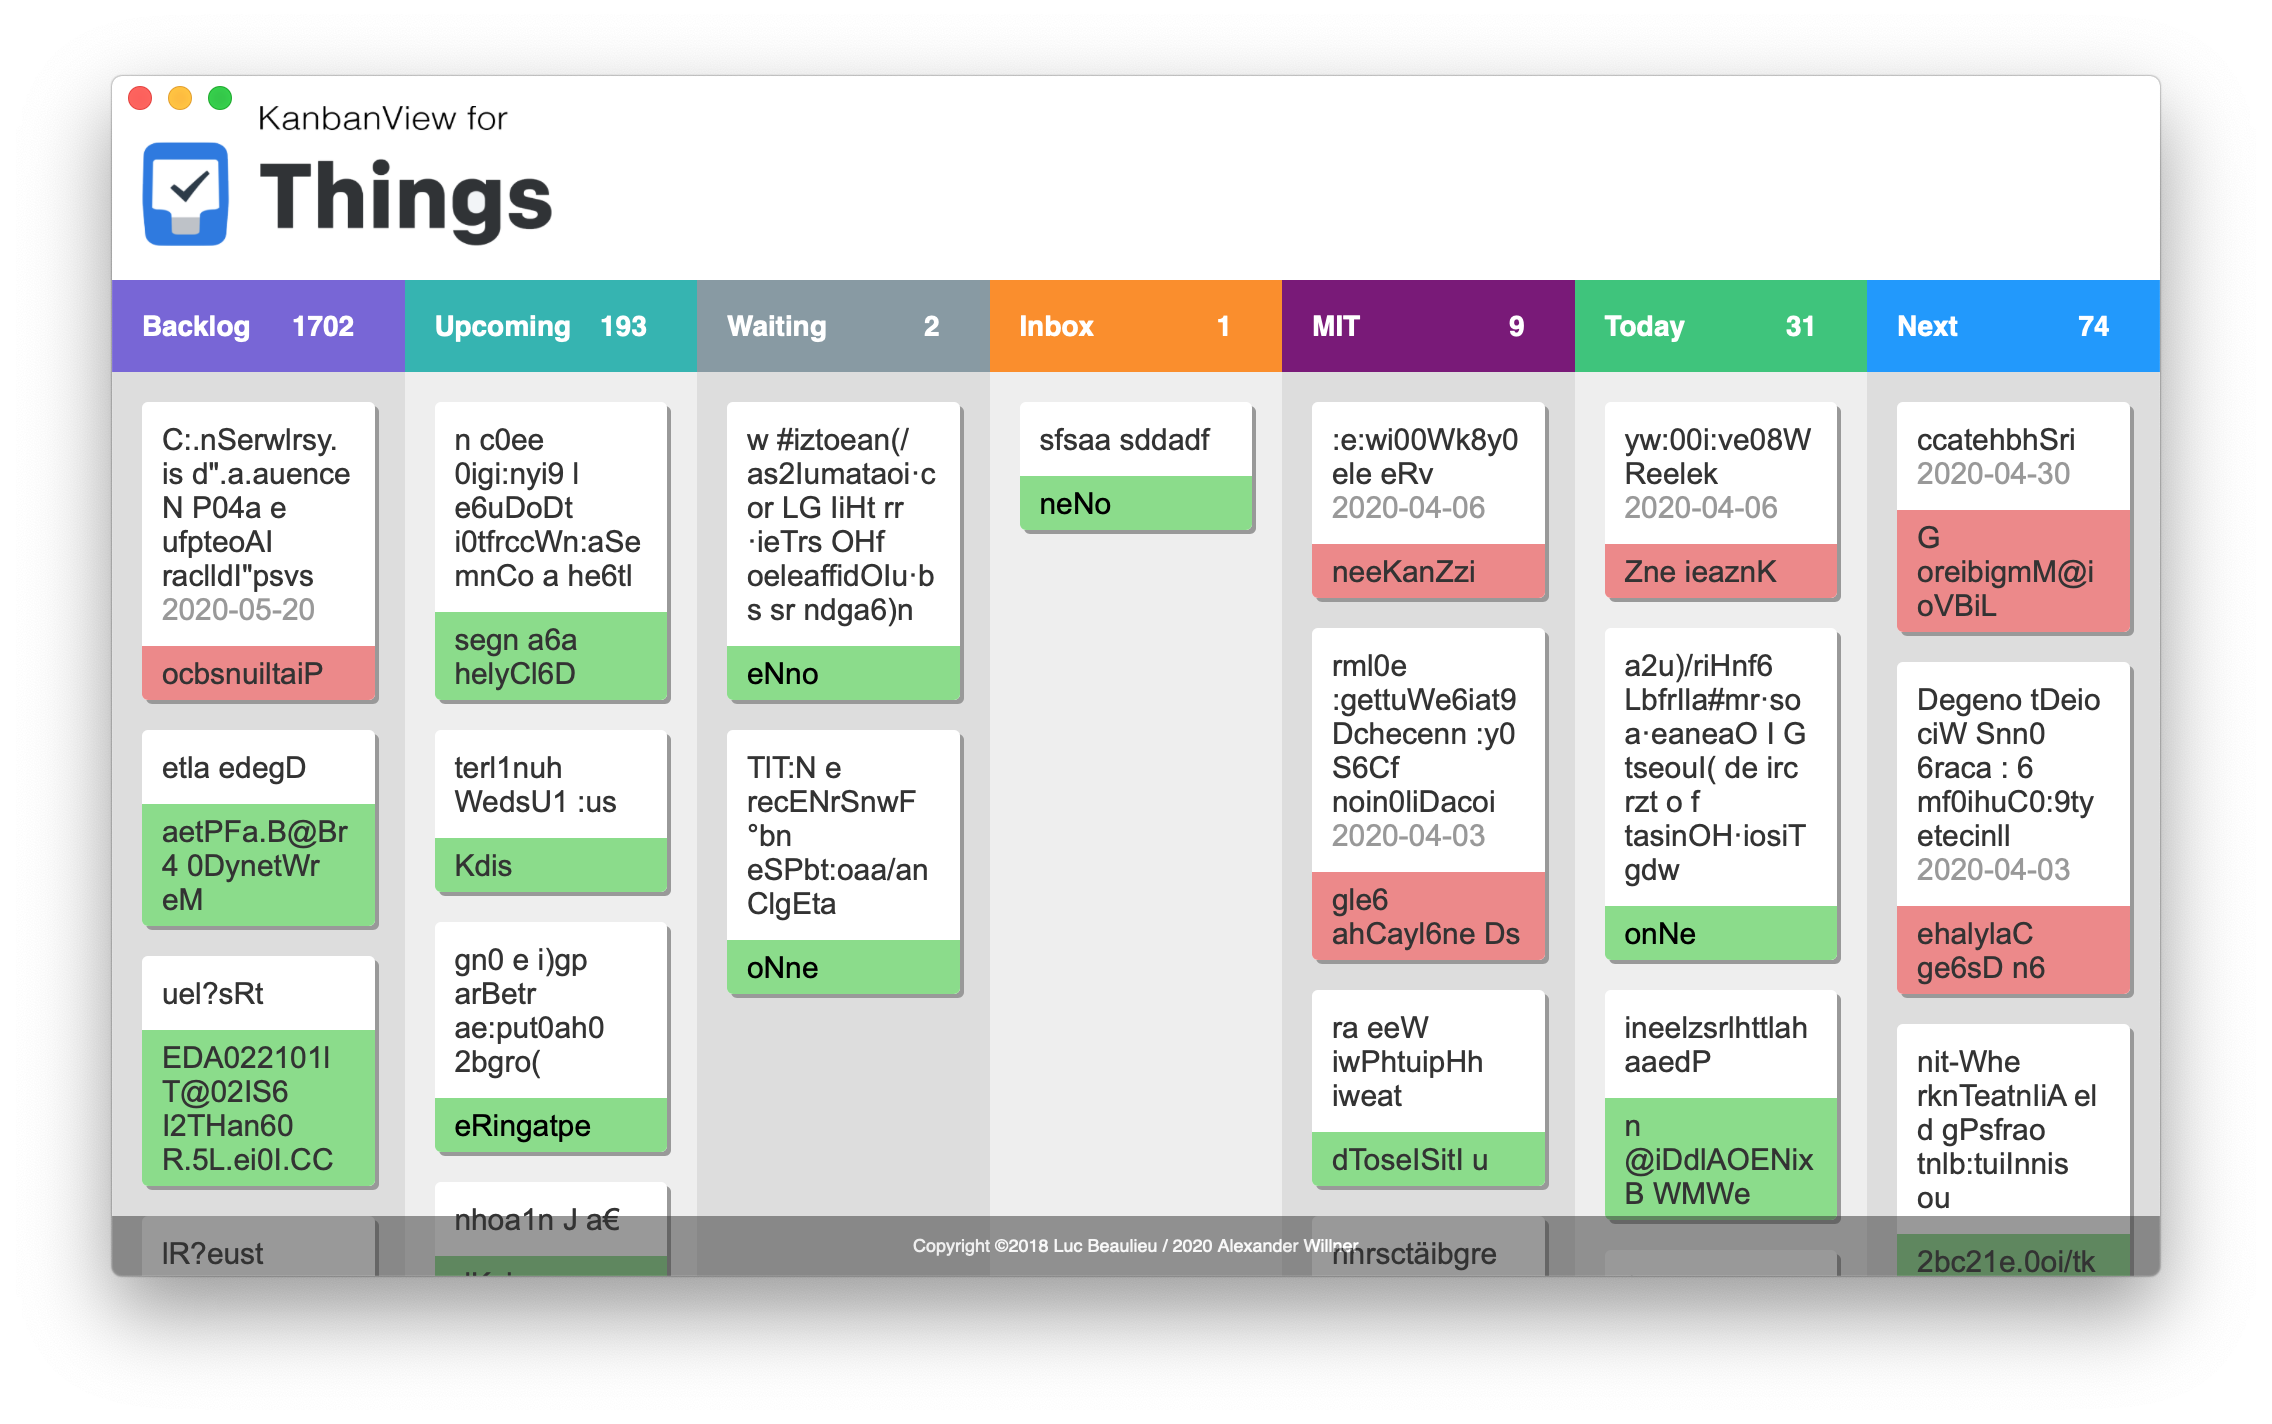 KanbanView for
Things
Backlog 1702
Upcoming 193
Waiting 2
Inbox 1
MIT 9
Today 31
Next 74
C:.nSerwlrsy.
is d".a.auence
N P04a e
ufpteoAI
raclldl"psvs
2020-05-20
ocbsnuiltaiP
etla edegD
aetPFa.B@Br
4 0DynetWr
eM
uel?sRt
EDA022101l
T@02IS6
I2THan60
R.5L.ei0I.CC
lR?eust
n c0ee
0igi:nyi9 l
e6uDoDt
i0tfrccWn:aSe
mnCo a he6tl
segn a6a
helyCl6D
terl1nuh
WedsU1 :us
Kdis
gn0 e i)gp
arBetr
ae:put0ah0
2bgro(
eRingatpe
nhoa1n J a€
w #iztoean(/
as2lumataoi·c
or LG liHt rr
·ieTrs OHf
oeleaffidOIu·b
s sr ndga6)n
eNno
TIT:N e
recENrSnwF
°bn
eSPbt:oaa/an
ClgEta
oNne
sfsaa sddadf
neNo
:e:wi00Wk8y0
ele eRv
2020-04-06
neeKanZzi
rml0e
:gettuWe6iat9
Dchecenn :y0
S6Cf
noin0liDacoi
2020-04-03
gle6
ahCayl6ne Ds
ra eeW
iwPhtuipHh
iweat
dToselSitI u
nnrsctäibgre
yw:00i:ve08W
Reelek
2020-04-06
Zne ieaznK
a2u)/riHnf6
Lbfrlla#mr·so
a·eaneaO I G
tseouI( de irc
rzt o f
tasinOH·iosiT
gdw
onNe
ineelzsrlhttlah
aaedP
n
@iDdlAOENix
B WMWe
ccatehbhSri
2020-04-30
G
oreibigmM@i
oVBiL
Degeno tDeio
ciW Snn0
6raca : 6
mf0ihuC0:9ty
etecinll
2020-04-03
ehalylaC
ge6sD n6
nit-Whe
rknTeatnliA el
d gPsfrao
tnlb:tuilnnis
ou
2bc21e.0oi/tk
Copyright ©2018 Luc Beaulieu / 2020 Alexander Willner